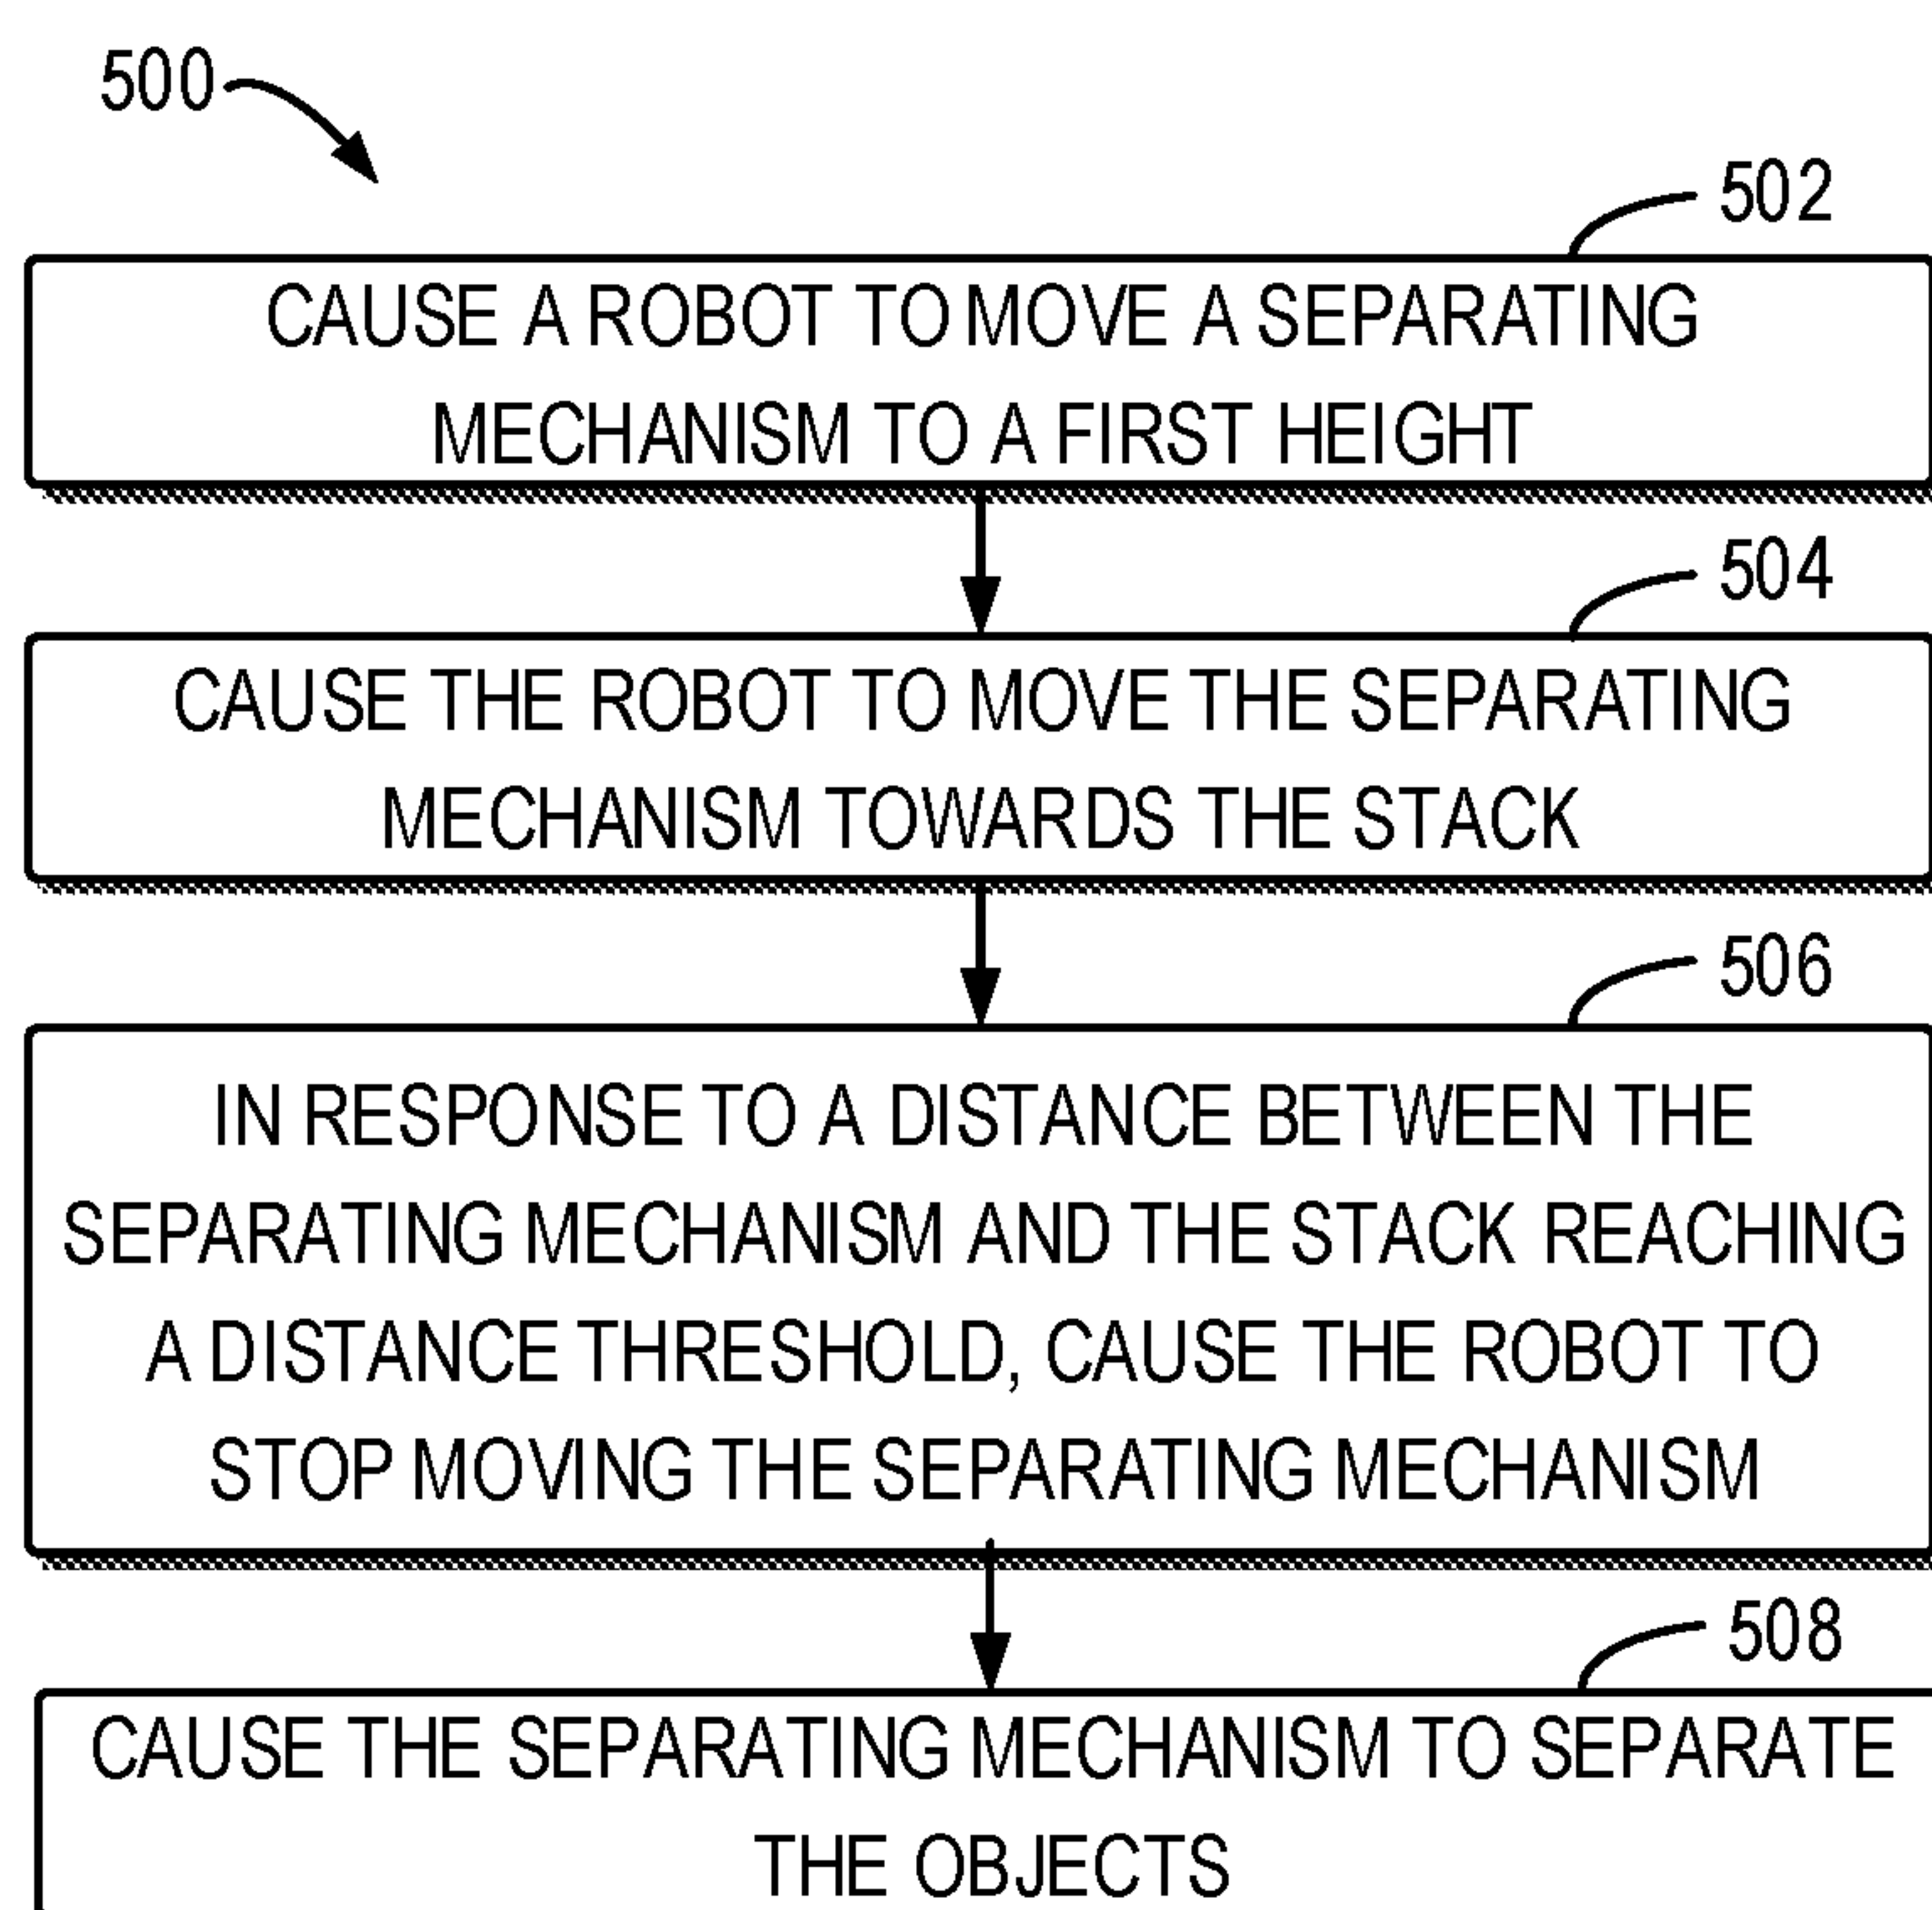 500
502
CAUSE A ROBOT TO MOVE A SEPARATING
MECHANISM TO A FIRST HEIGHT
504
CAUSE THE ROBOT TO MOVE THE SEPARATING
MECHANISM TOWARDS THE STACK
506
IN RESPONSE TO A DISTANCE BETWEEN THE
SEPARATING MECHANISM AND THE STACK REACHING
A DISTANCE THRESHOLD, CAUSE THE ROBOT TO
STOP MOVING THE SEPARATING MECHANISM
508
CAUSE THE SEPARATING MECHANISM TO SEPARATE
THE OBJECTS